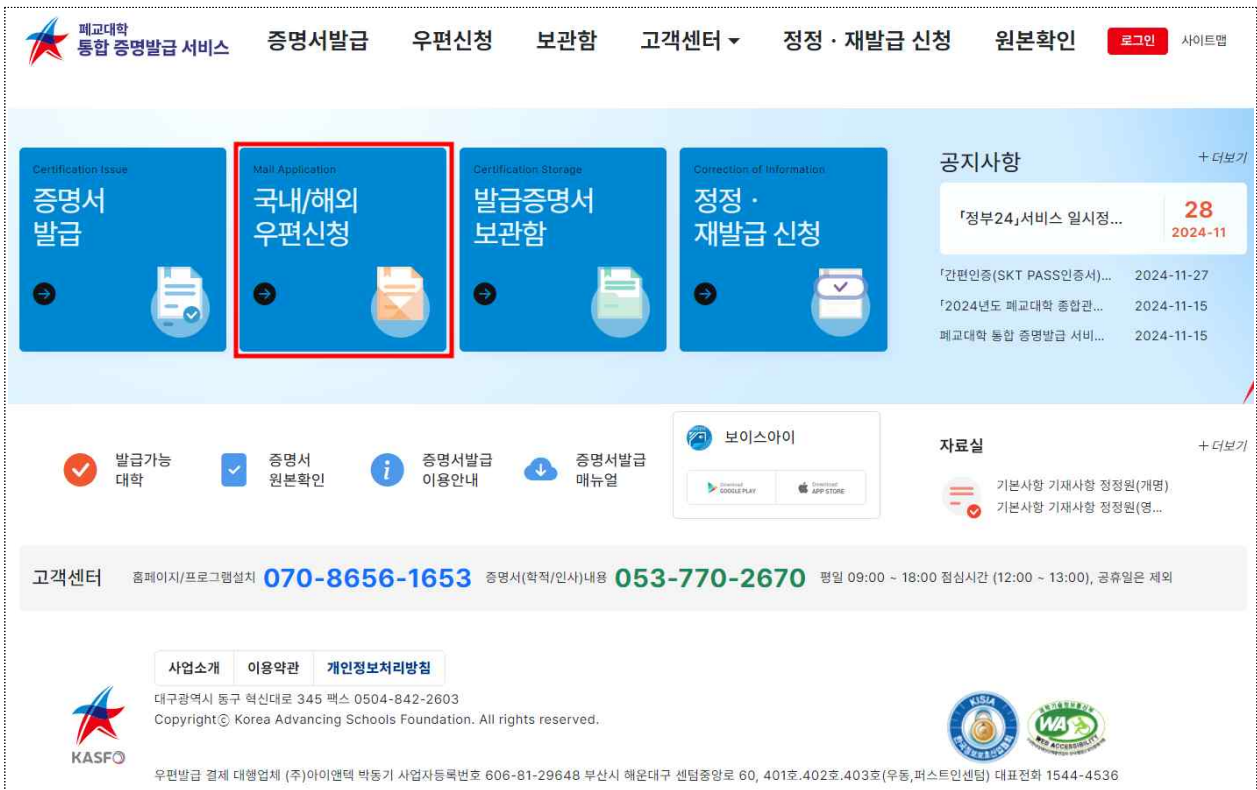 폐교대학
통합 증명발급 서비스
증명서발급 우편신청 보관함 고객센터 정정 · 재발급 신청 원본확인 로그인 사이트맵
Certification Issue
증명서
발급
Mail Application
국내/해외
우편신청
Certification Storage
발급증명서
보관함
Correction of Information
정정 ·
재발급 신청
공지사항 +더보기
「정부24」서비스 일시정... 28
2024-11
「간편인증(SKT PASS인증서)... 2024-11-27
「2024년도 폐교대학 종합관... 2024-11-15
폐교대학 통합 증명발급 서비... 2024-11-15
발급가능
대학
증명서
원본확인
증명서발급
이용안내
증명서발급
매뉴얼
보이스아이
Download
GOOGLE PLAY
Download
APP STORE
자료실 +더보기
기본사항 기재사항 정정원(개명)
기본사항 기재사항 정정원(영...
고객센터 홈페이지/프로그램설치 070-8656-1653 증명서(학적/인사)내용 053-770-2670 평일 09:00 ~ 18:00 점심시간 (12:00 ~ 13:00), 공휴일은 제외
사업소개 이용약관 개인정보처리방침
대구광역시 동구 혁신대로 345 팩스 0504-842-2603
Copyrightⓒ Korea Advancing Schools Foundation. All rights reserved.
KASFO
KISIA
WA
WEB ACCESSIBILITY
우편발급 결제 대행업체 (주)아이앤텍 박동기 사업자등록번호 606-81-29648 부산시 해운대구 센텀중앙로 60, 401호.402호.403호(우동,퍼스트인센텀) 대표전화 1544-4536